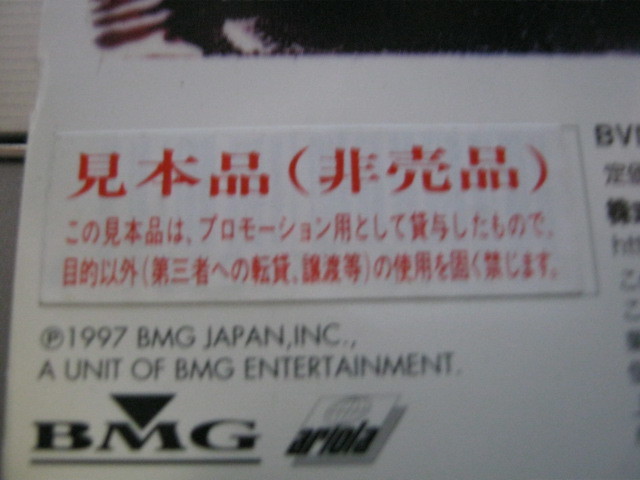 見本品(非売品)
この見本品は、プロモーション用として貸与したもので、
目的以外(第三者への転貸、譲渡等)の使用を固く禁じます。
℗1997 BMG JAPAN,INC.,
A UNIT OF BMG ENTERTAINMENT.
BMG
ariola
定価